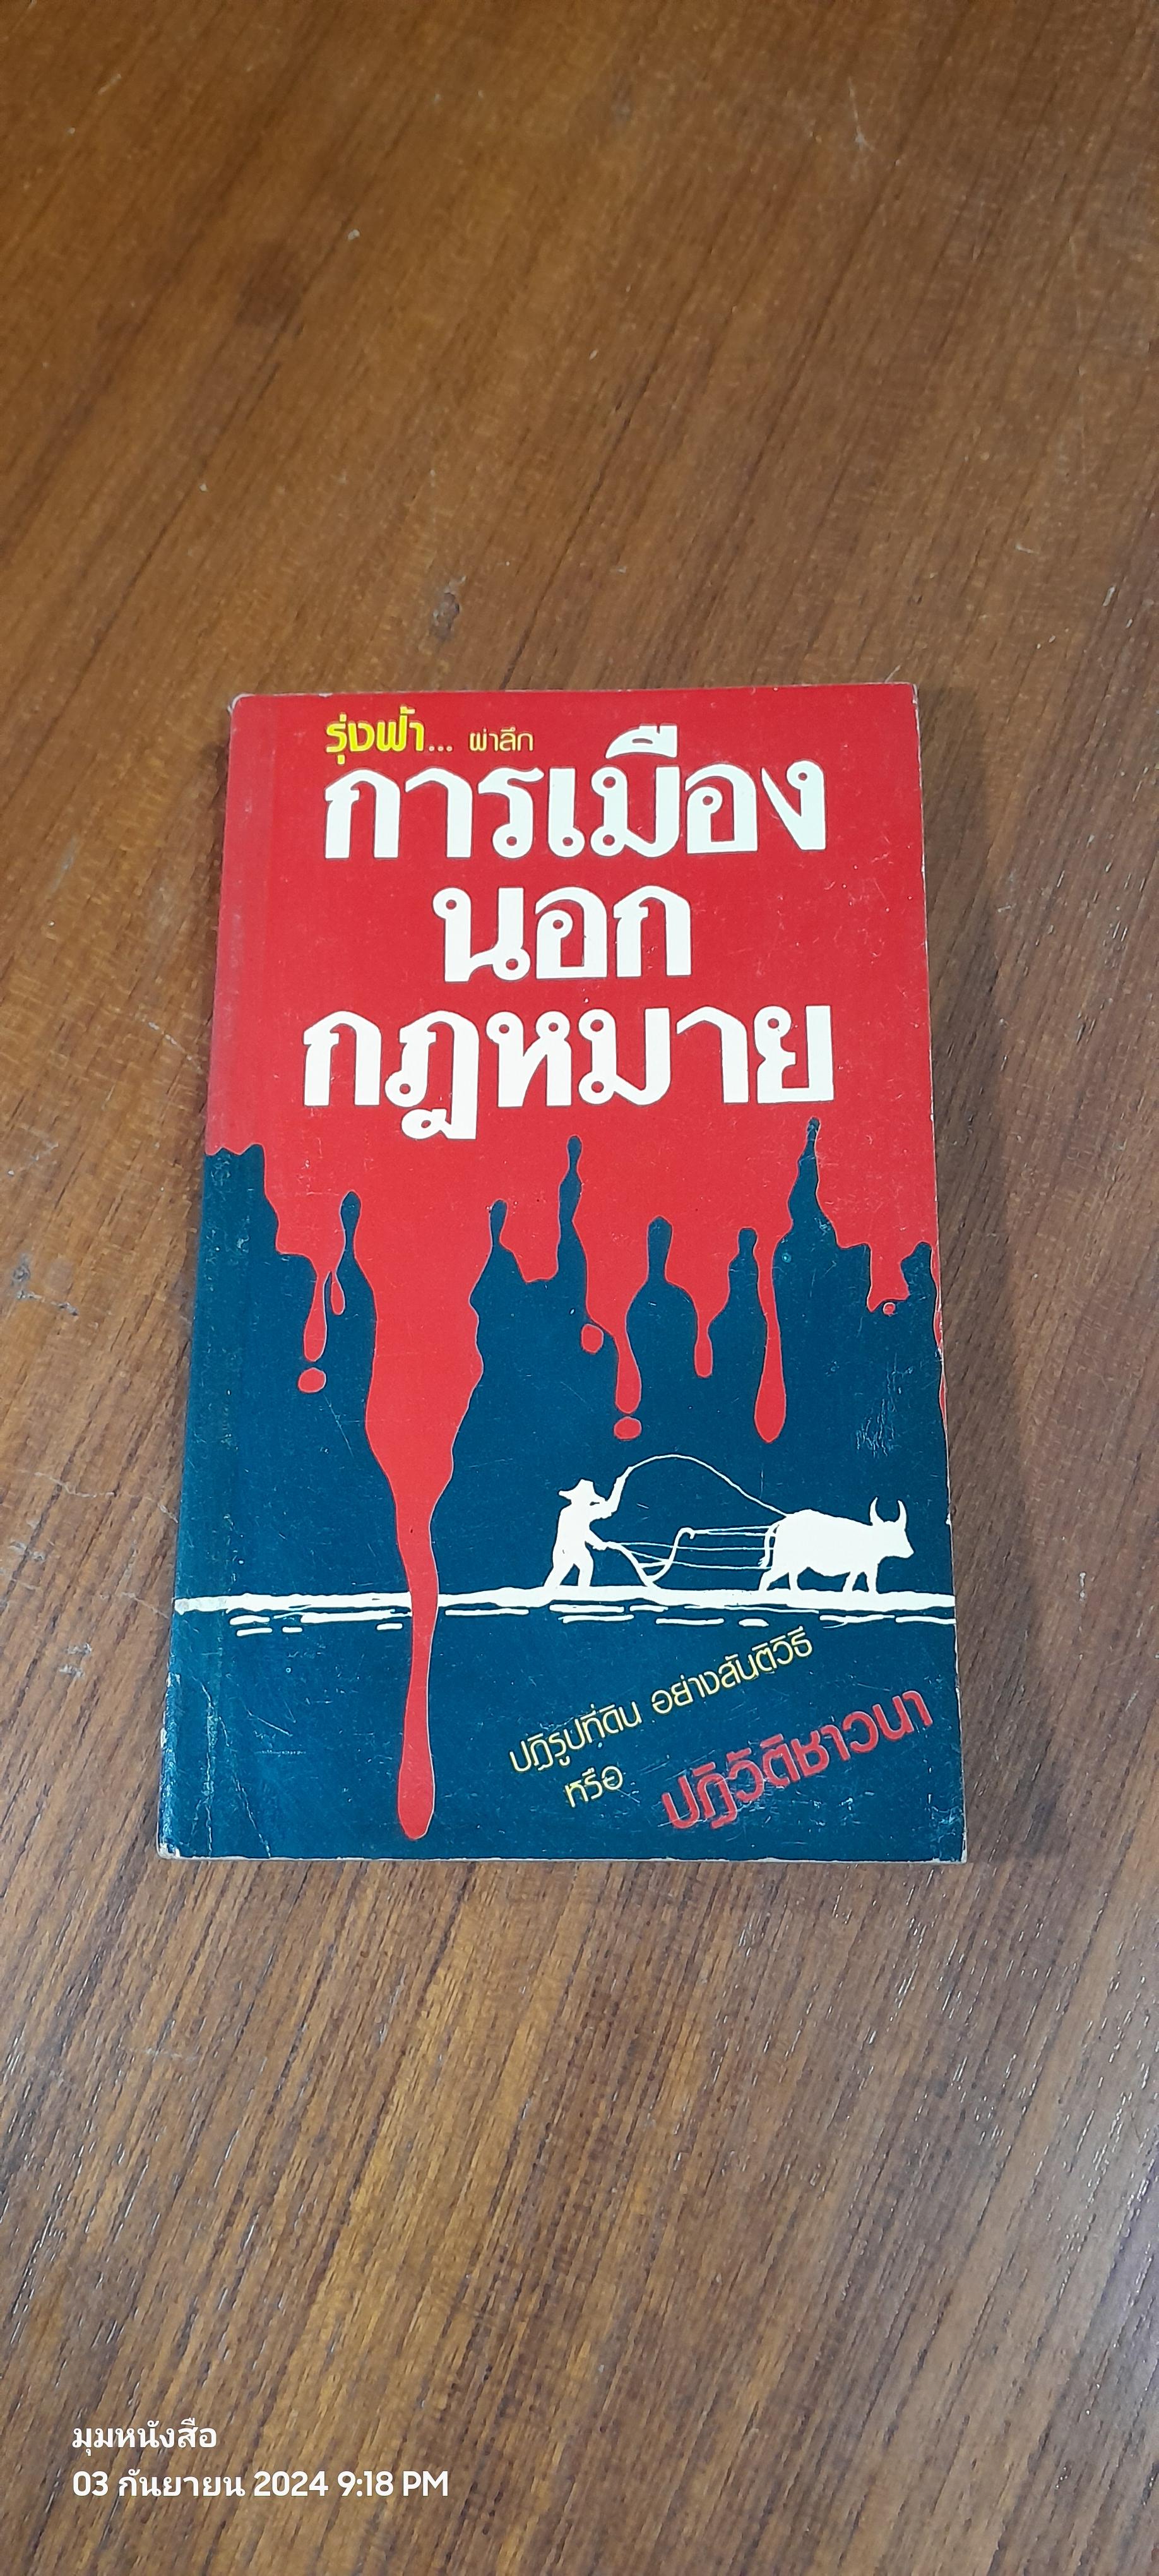 รุ่งฟ้า... ผ่าลึก
การเมือง
นอก
กฎหมาย
ปฏิรูปที่ดิน อย่างสันติวิธี
หรือ ปฏิวัติชาวนา
มุมหนังสือ
03 กันยายน 2024 9:18 PM